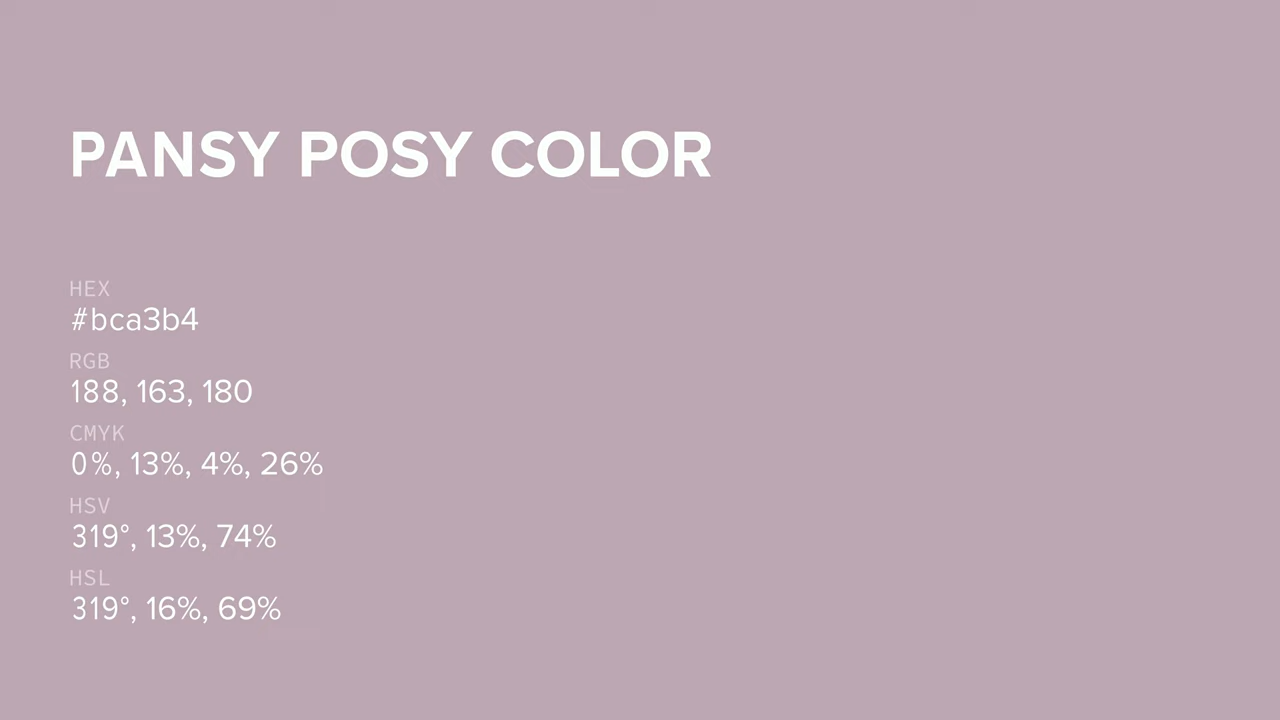 PANSY POSY COLOR
HEX
#bca3b4
RGB
188, 163, 180
CMYK
0%, 13%, 4%, 26%
HSV
319°, 13%, 74%
HSL
319°, 16%, 69%